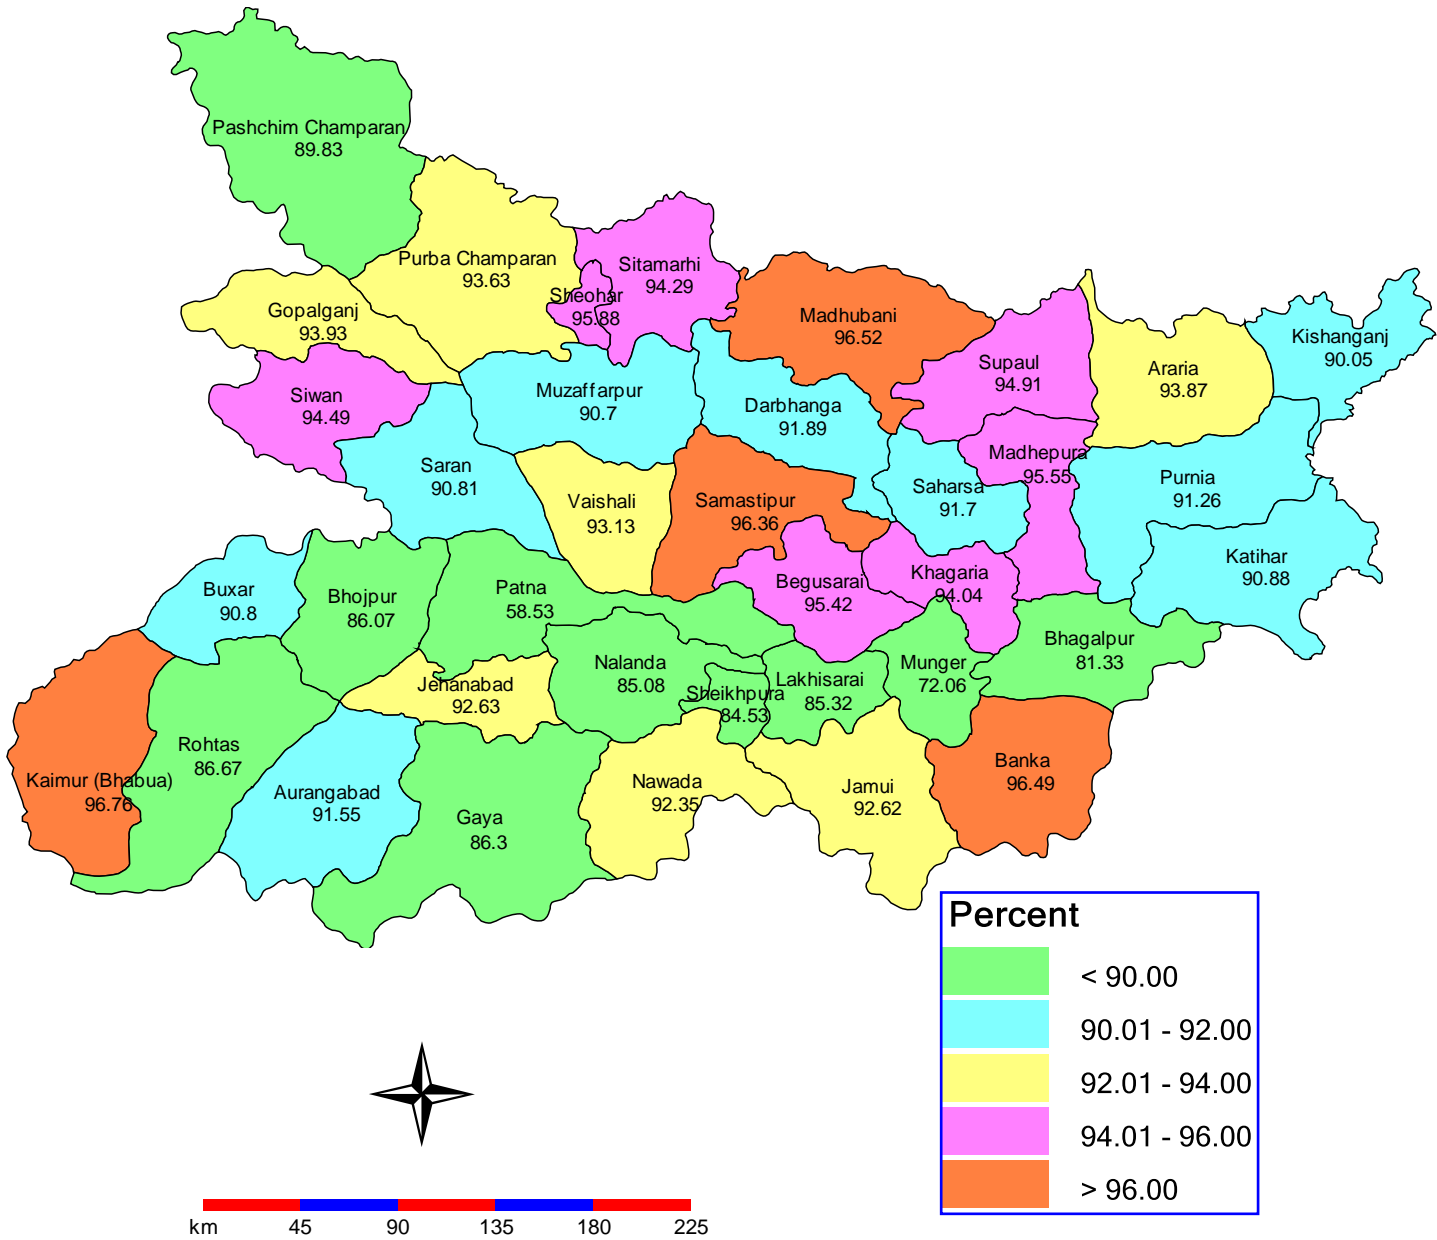 Pashchim Champaran
89.83
Purba Champaran
93.63
Sitamarhi
94.29
Sheohar
95.88
Gopalganj
93.93
Madhubani
96.52
Kishanganj
90.05
Supaul
94.91
Araria
93.87
Siwan
94.49
Muzaffarpur
90.7
Darbhanga
91.89
Madhepura
95.55
Saran
90.81
Vaishali
93.13
Samastipur
96.36
Saharsa
91.7
Purnia
91.26
Katihar
90.88
Buxar
90.8
Bhojpur
86.07
Patna
58.53
Begusarai
95.42
Khagaria
94.04
Bhagalpur
81.33
Nalanda
85.08
Munger
72.06
Lakhisarai
85.32
Sheikhpura
84.53
Jehanabad
92.63
Rohtas
86.67
Kaimur (Bhabua)
96.76
Aurangabad
91.55
Gaya
86.3
Nawada
92.35
Jamui
92.62
Banka
96.49
Percent
< 90.00
90.01 - 92.00
92.01 - 94.00
94.01 - 96.00
> 96.00
km 45 90 135 180 225